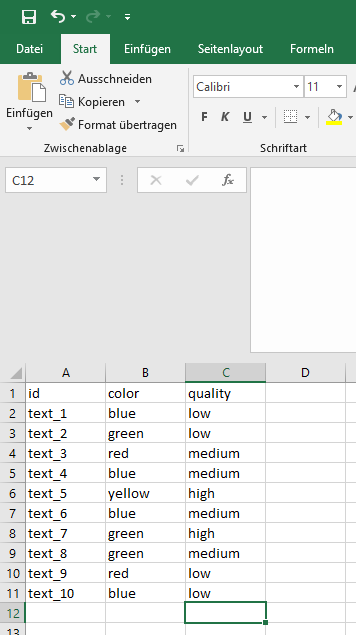 Datei Start Einfügen Seitenlayout Formeln
Einfügen
Ausschneiden
Kopieren
Format übertragen
Zwischenablage
Calibri 11
F K U
Schriftart
C12 fx
A B C D
1 id color quality
2 text_1 blue low
3 text_2 green low
4 text_3 red medium
5 text_4 blue medium
6 text_5 yellow high
7 text_6 blue medium
8 text_7 green high
9 text_8 green medium
10 text_9 red low
11 text_10 blue low
12
13